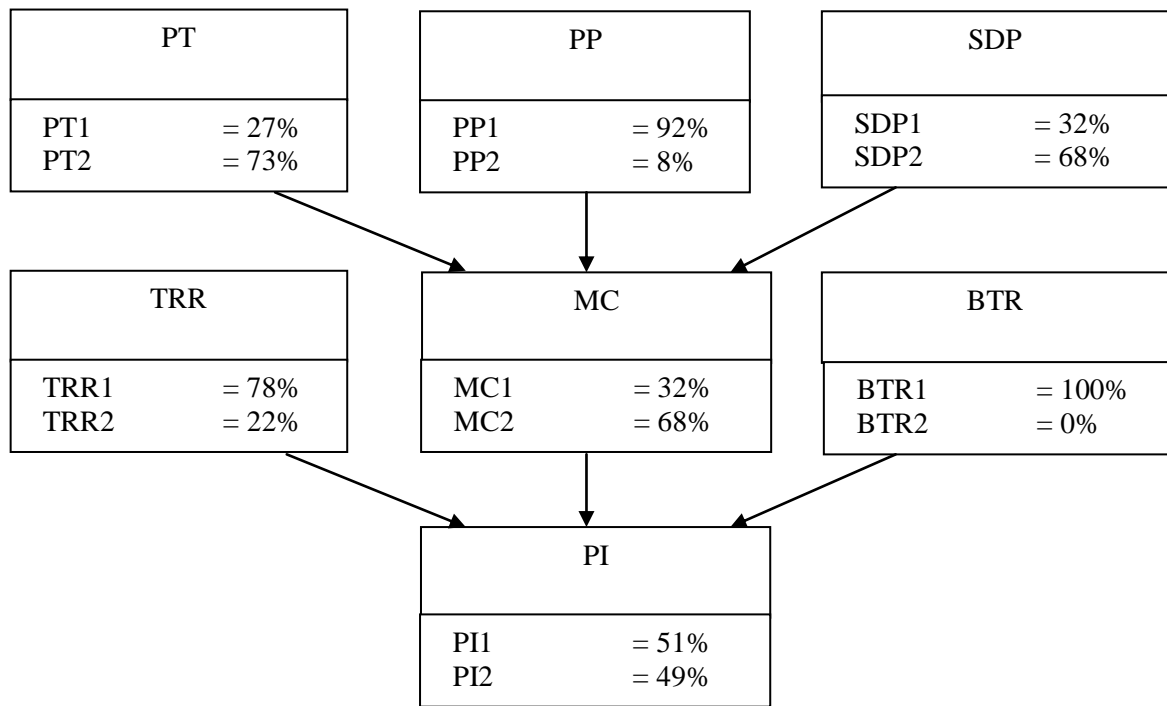 PT
PT1 = 27%
PT2 = 73%
PP
PP1 = 92%
PP2 = 8%
SDP
SDP1 = 32%
SDP2 = 68%
TRR
TRR1 = 78%
TRR2 = 22%
MC
MC1 = 32%
MC2 = 68%
BTR
BTR1 = 100%
BTR2 = 0%
PI
PI1 = 51%
PI2 = 49%